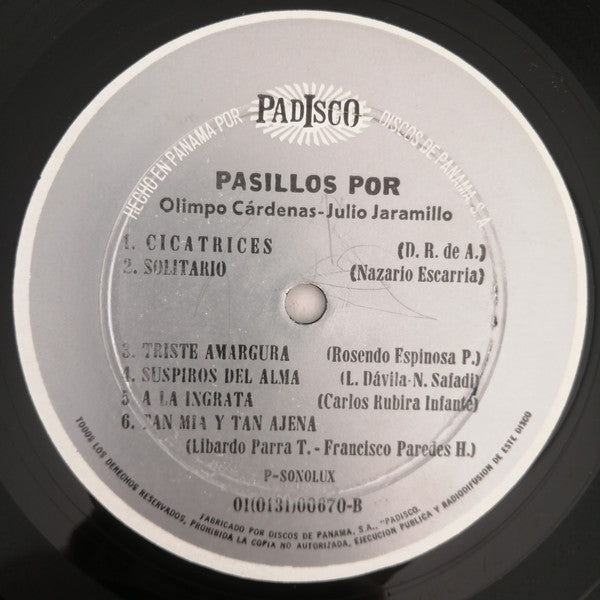 HECHO EN PANAMA POR PADISCO DISCOS DE PANAMA, S. A.
PASILLOS POR
Olimpo Cárdenas-Julio Jaramillo
1. CICATRICES (D. R. de A.)
2. SOLITARIO (Nazario Escarria)
3. TRISTE AMARGURA (Rosendo Espinosa P.)
4. SUSPIROS DEL ALMA (L. Dávila-N. Safadi)
5. A LA INGRATA (Carlos Rubira Infante)
6. TAN MIA Y TAN AJENA
(Libardo Parra T. - Francisco Paredes H.)
P-SONOLUX
01(0131)00670-B
FABRICADO POR DISCOS DE PANAMA, S.A., "PADISCO.
TODOS LOS DERECHOS RESERVADOS, PROHIBIDA LA COPIA NO AUTORIZADA, EJECUCION PUBLICA Y RADIODIFUSION DE ESTE DISCO